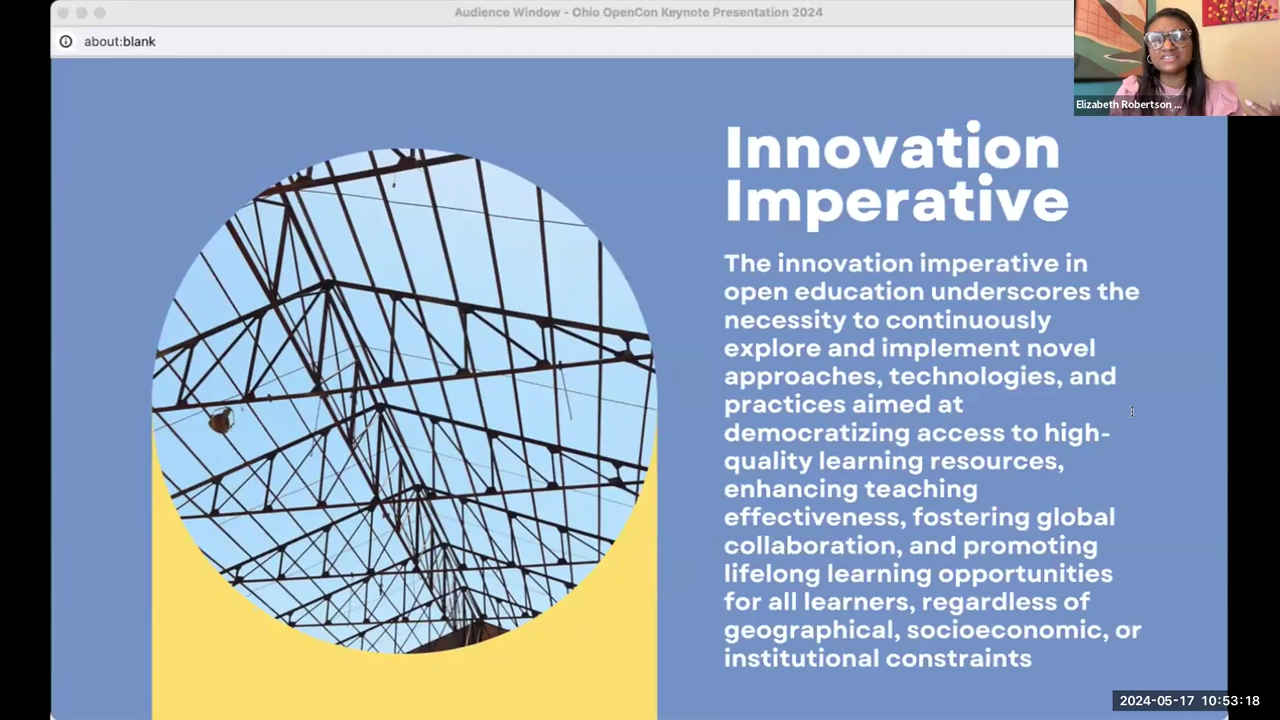 Audience Window - Ohio OpenCon Keynote Presentation 2024
about:blank
Elizabeth Robertson ...
Innovation
Imperative
The innovation imperative in
open education underscores the
necessity to continuously
explore and implement novel
approaches, technologies, and
practices aimed at
democratizing access to high-
quality learning resources,
enhancing teaching
effectiveness, fostering global
collaboration, and promoting
lifelong learning opportunities
for all learners, regardless of
geographical, socioeconomic, or
institutional constraints
2024-05-17 10:53:18